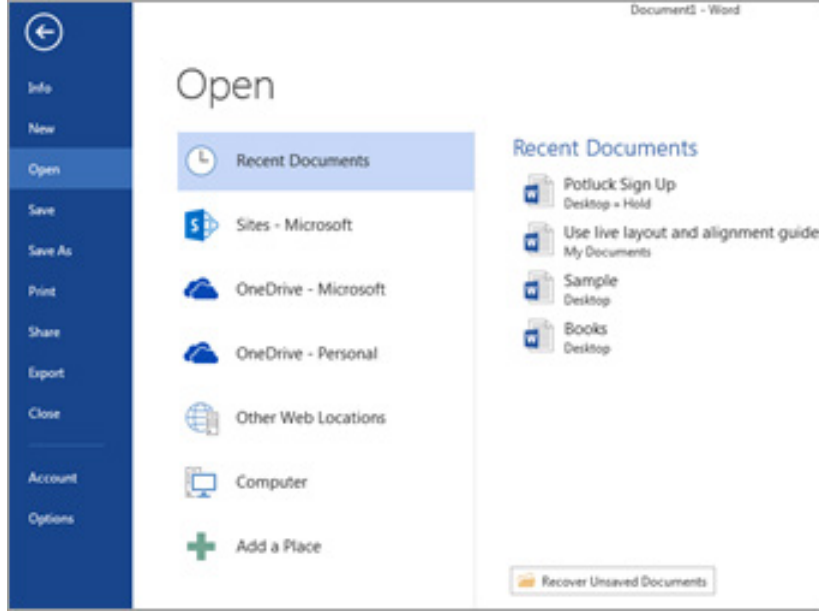 Document1 - Word
Info
New
Open
Save
Save As
Print
Share
Export
Close
Account
Options
Open
Recent Documents
Sites - Microsoft
OneDrive - Microsoft
OneDrive - Personal
Other Web Locations
Computer
Add a Place
Recent Documents
Potluck Sign Up
Desktop » Hold
Use live layout and alignment guide
My Documents
Sample
Desktop
Books
Desktop
Recover Unsaved Documents